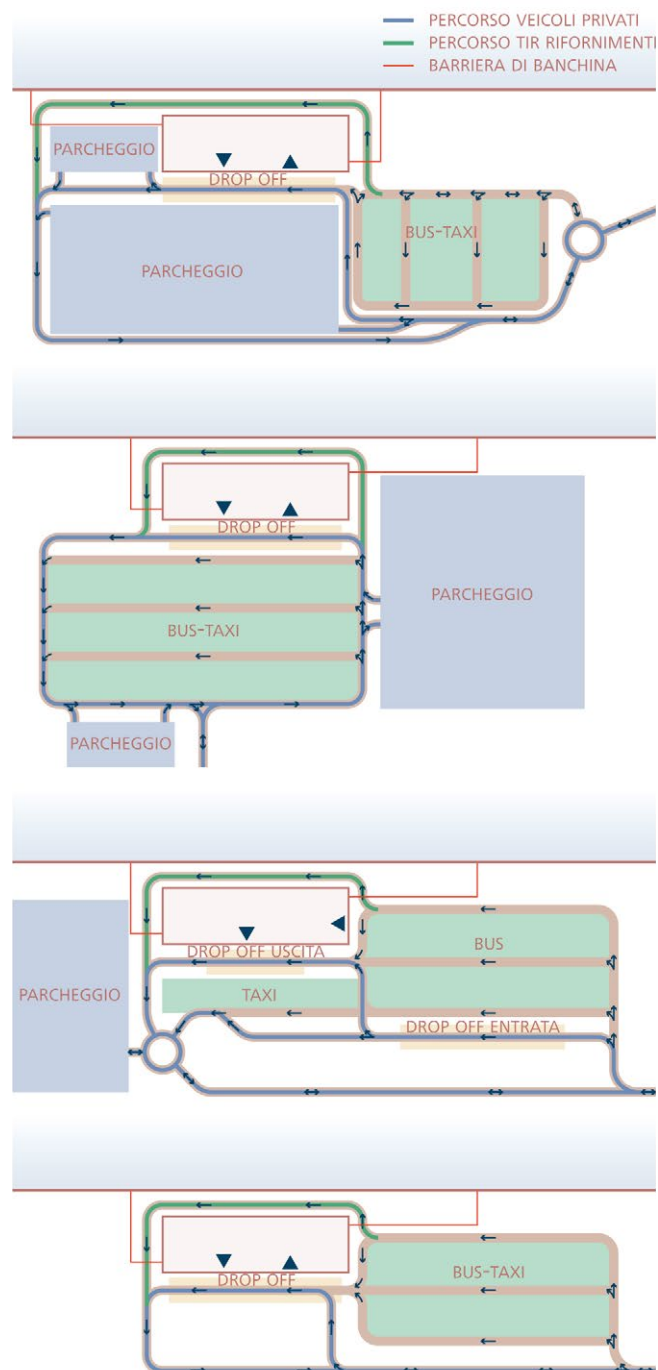 PERCORSO VEICOLI PRIVATI
PERCORSO TIR RIFORNIMENTI
BARRIERA DI BANCHINA
PARCHEGGIO
DROP OFF
BUS-TAXI
PARCHEGGIO
DROP OFF
PARCHEGGIO
BUS-TAXI
PARCHEGGIO
BUS
DROP OFF USCITA
PARCHEGGIO
TAXI
DROP OFF ENTRATA
BUS-TAXI
DROP OFF